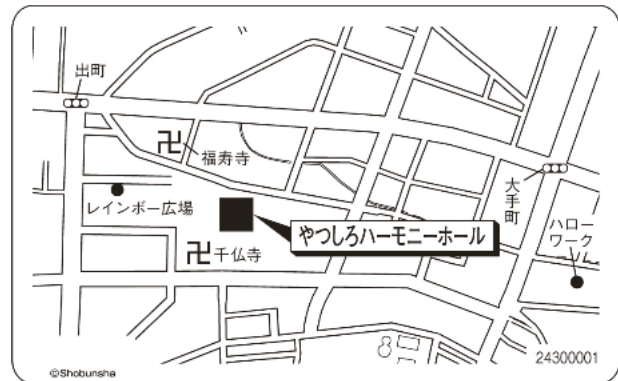 出町
福寿寺
レインボー広場
大手町
ハロー
ワーク
やつしろハーモニーホール
千仏寺
24300001
©Shobunsha